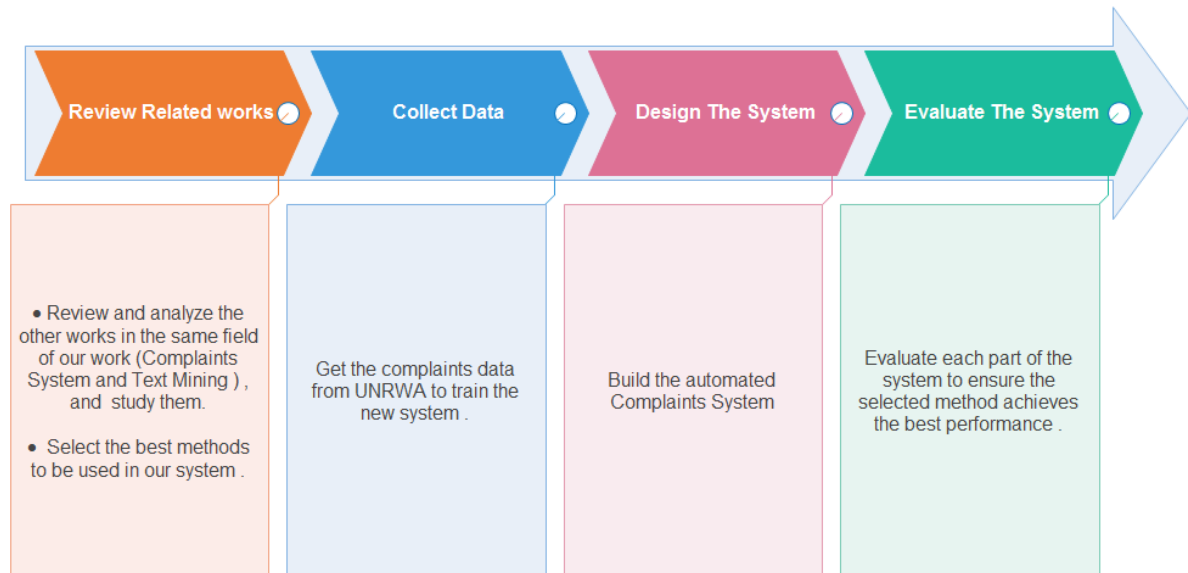 Review Related works
Collect Data
Design The System
Evaluate The System
• Review and analyze the
other works in the same field
of our work (Complaints
System and Text Mining ) ,
and study them.
• Select the best methods
to be used in our system .
Get the complaints data
from UNRWA to train the
new system .
Build the automated
Complaints System
Evaluate each part of the
system to ensure the
selected method achieves
the best performance .